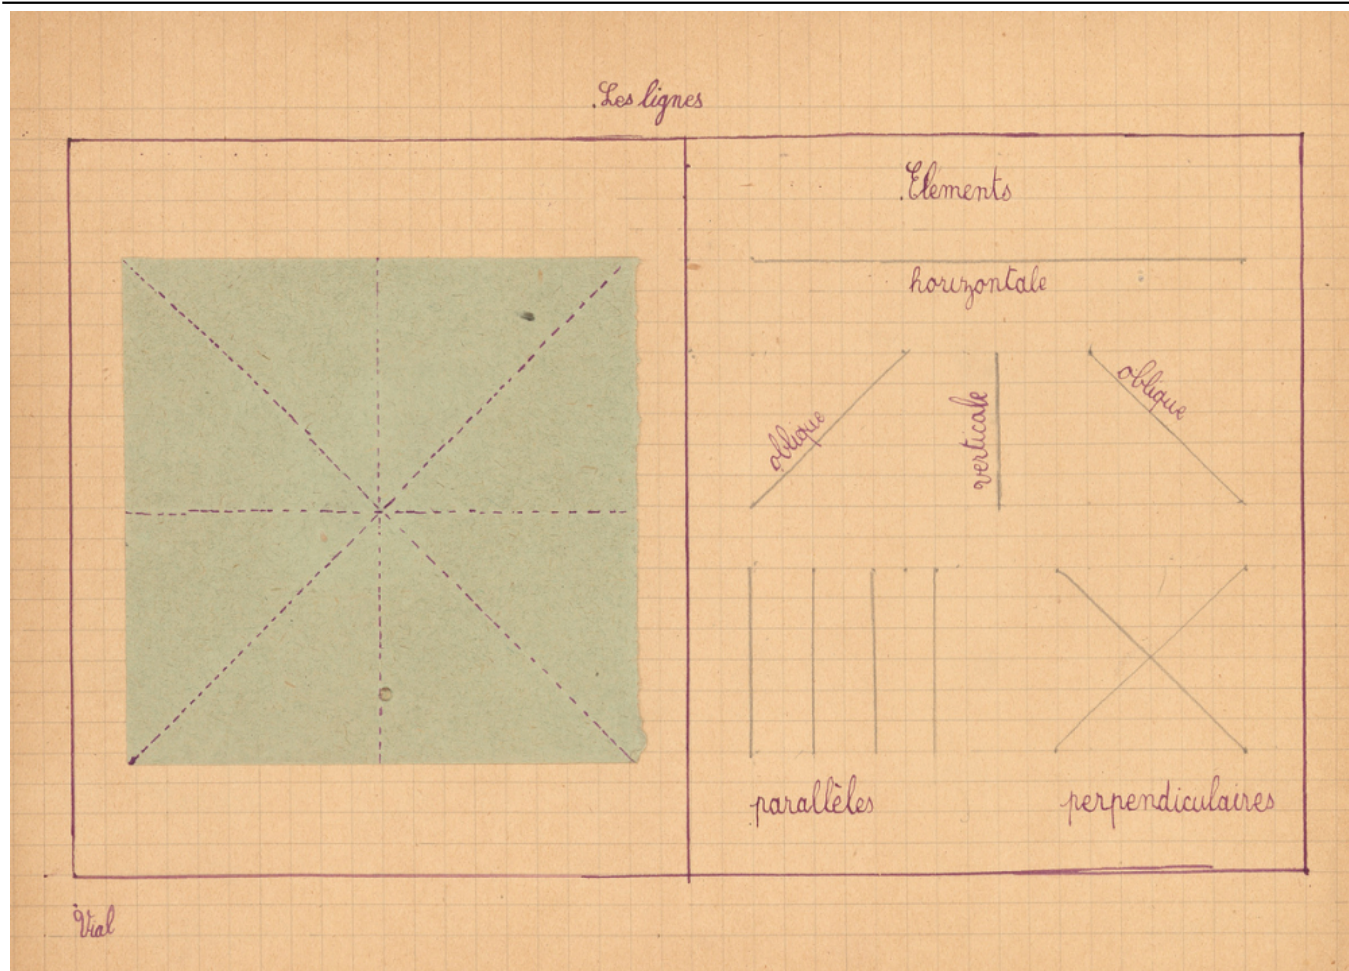 Les lignes
Elements
horizontale
oblique
verticale
oblique
parallèles
perpendiculaires
Vial